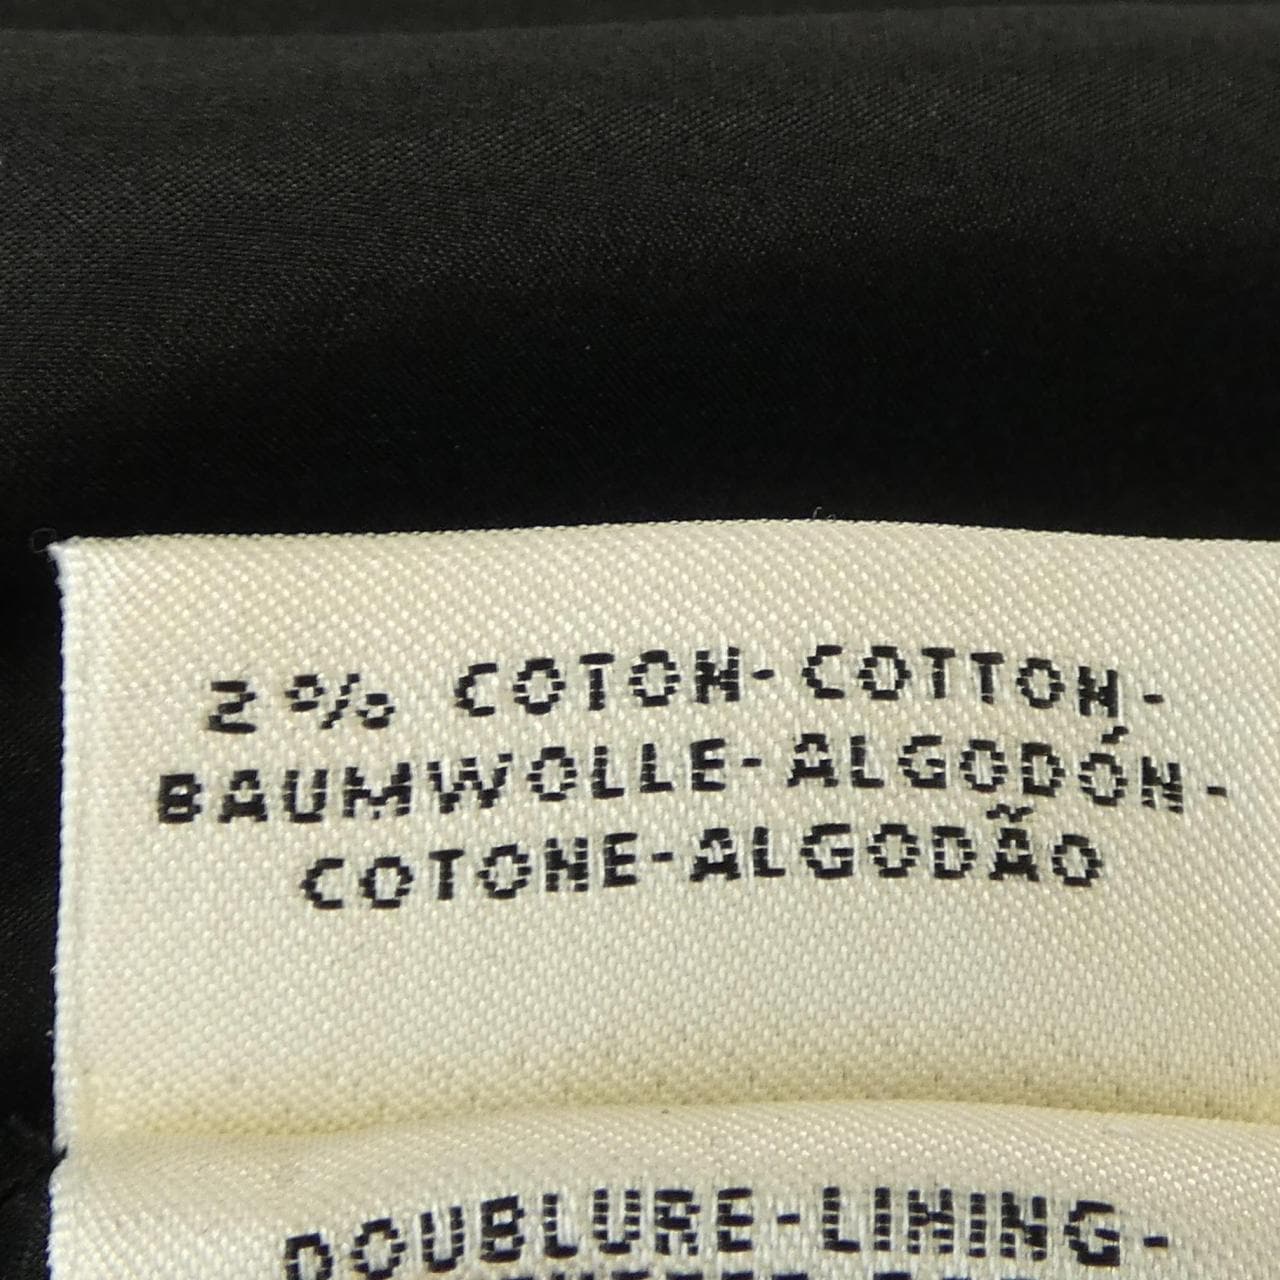 2% COTON-COTTON-
BAUMWOLLE-ALGODÓN-
COTONE-ALGODÃO
DOUBLURE-LINING-